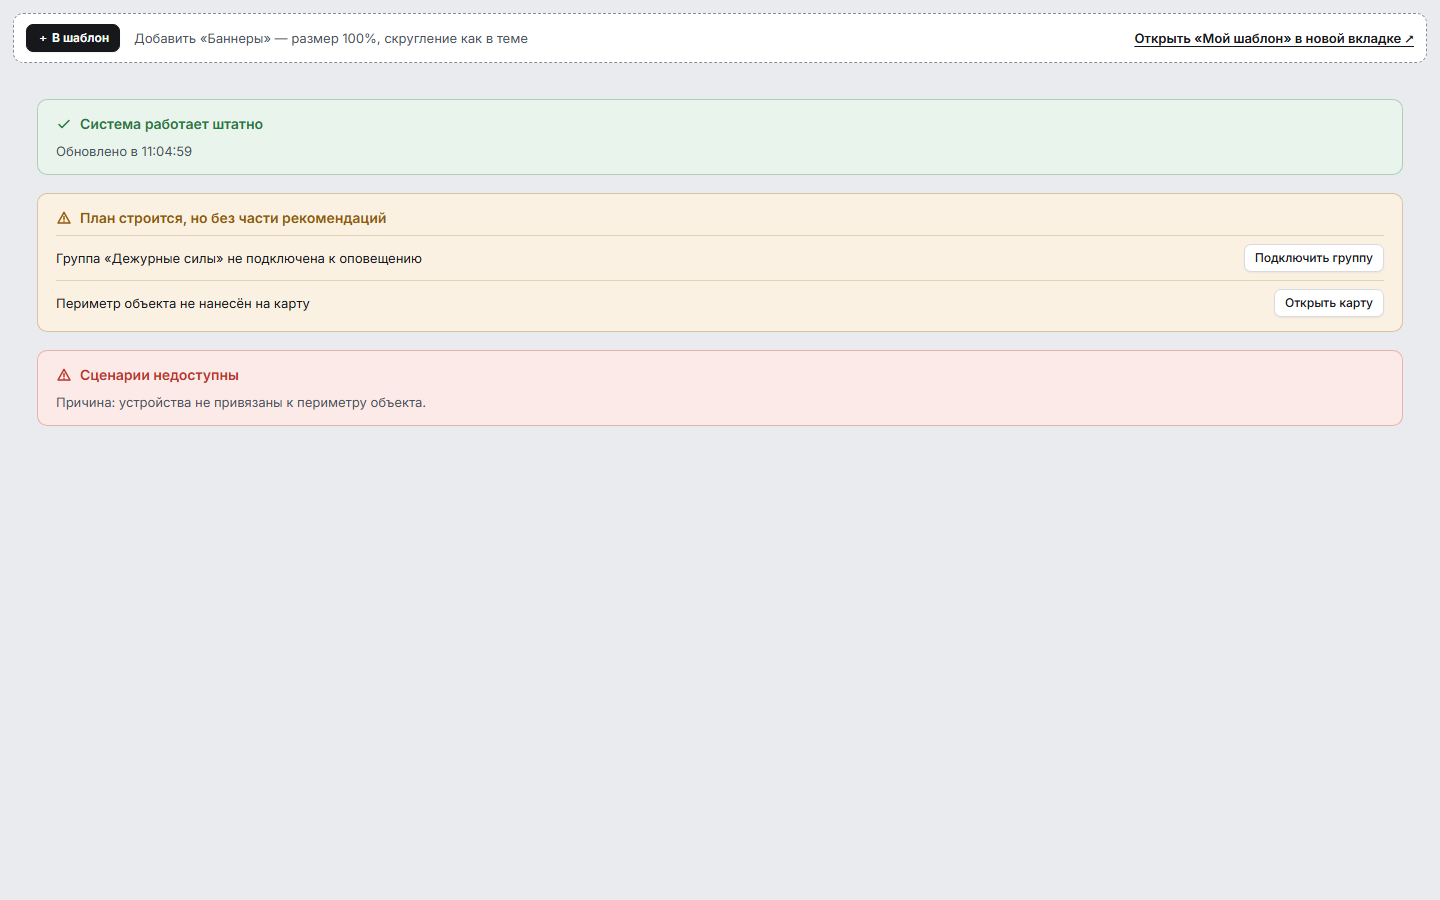 + В шаблон
Добавить «Баннеры» — размер 100%, скругление как в теме
Открыть «Мой шаблон» в новой вкладке ↗
Система работает штатно
Обновлено в 11:04:59
План строится, но без части рекомендаций
Группа «Дежурные силы» не подключена к оповещению
Подключить группу
Периметр объекта не нанесён на карту
Открыть карту
Сценарии недоступны
Причина: устройства не привязаны к периметру объекта.